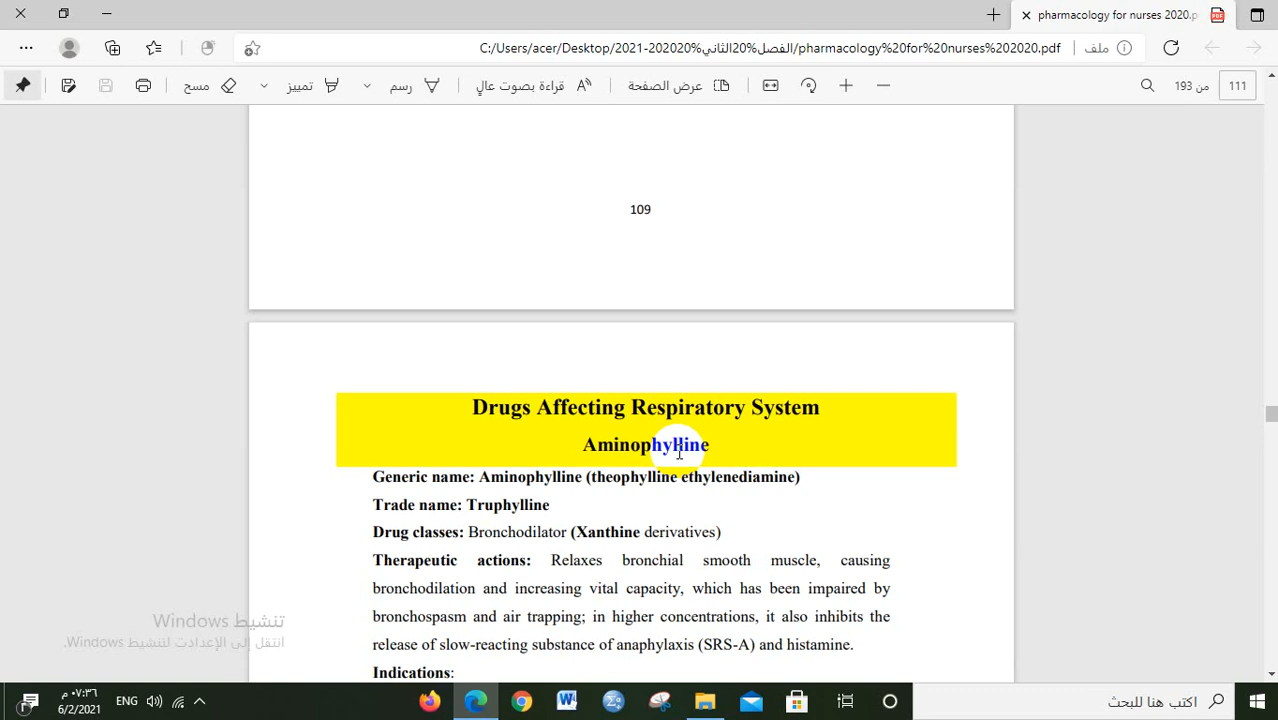 pharmacology for nurses 2020.p
ملف
C:/Users/acer/Desktop/2021-202020%الفصل%20الثاني/pharmacology%20for%20nurses%202020.pdf
111
من 193
عرض الصفحة
قراءة بصوت عالٍ
رسم
تمييز
مسح
109
Drugs Affecting Respiratory System
Aminophylline
Generic name: Aminophylline (theophylline ethylenediamine)
Trade name: Truphylline
Drug classes: Bronchodilator (Xanthine derivatives)
Therapeutic actions: Relaxes bronchial smooth muscle, causing
bronchodilation and increasing vital capacity, which has been impaired by
bronchospasm and air trapping; in higher concentrations, it also inhibits the
release of slow-reacting substance of anaphylaxis (SRS-A) and histamine.
Indications:
تنشيط Windows
انتقل إلى الإعدادت لتنشيط Windows.
اكتب هنا للبحث
ENG
٠٧:٣٦ م
6/2/2021